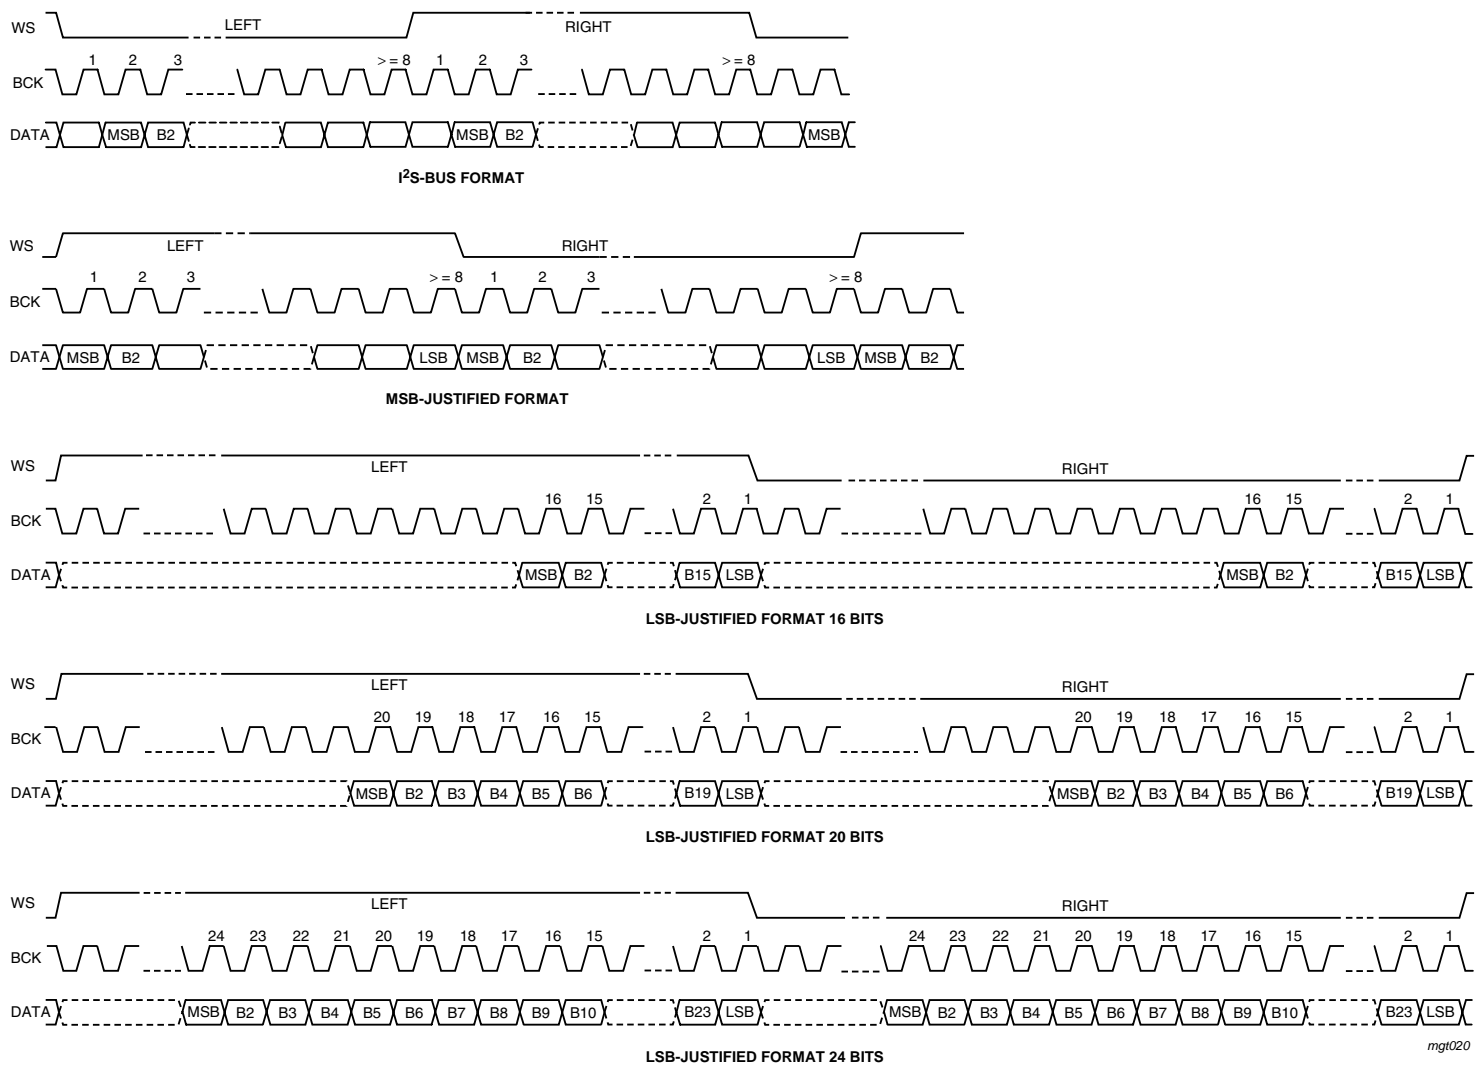 WS LEFT RIGHT
BCK 1 2 3 >= 8 1 2 3 >= 8
DATA MSB B2 MSB B2 MSB
I²S-BUS FORMAT
WS LEFT RIGHT
BCK 1 2 3 >= 8 1 2 3 >= 8
DATA MSB B2 LSB MSB B2 LSB MSB B2
MSB-JUSTIFIED FORMAT
WS LEFT RIGHT
BCK 16 15 2 1 16 15 2 1
DATA MSB B2 B15 LSB MSB B2 B15 LSB
LSB-JUSTIFIED FORMAT 16 BITS
WS LEFT RIGHT
BCK 20 19 18 17 16 15 2 1 20 19 18 17 16 15 2 1
DATA MSB B2 B3 B4 B5 B6 B19 LSB MSB B2 B3 B4 B5 B6 B19 LSB
LSB-JUSTIFIED FORMAT 20 BITS
WS LEFT RIGHT
BCK 24 23 22 21 20 19 18 17 16 15 2 1 24 23 22 21 20 19 18 17 16 15 2 1
DATA MSB B2 B3 B4 B5 B6 B7 B8 B9 B10 B23 LSB MSB B2 B3 B4 B5 B6 B7 B8 B9 B10 B23 LSB
LSB-JUSTIFIED FORMAT 24 BITS
mgt020